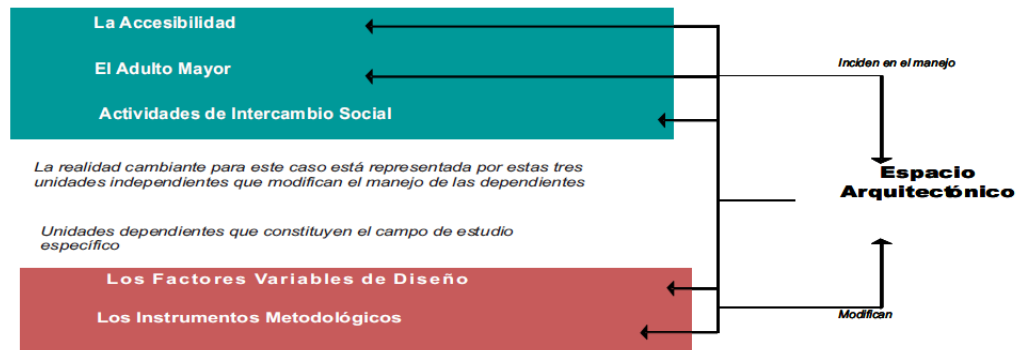 La Accesibilidad
El Adulto Mayor
Actividades de Intercambio Social
Inciden en el manejo
La realidad cambiante para este caso está representada por estas tres
unidades independientes que modifican el manejo de las dependientes
Espacio
Arquitectónico
Unidades dependientes que constituyen el campo de estudio
específico
Los Factores Variables de Diseño
Los Instrumentos Metodológicos
Modifican